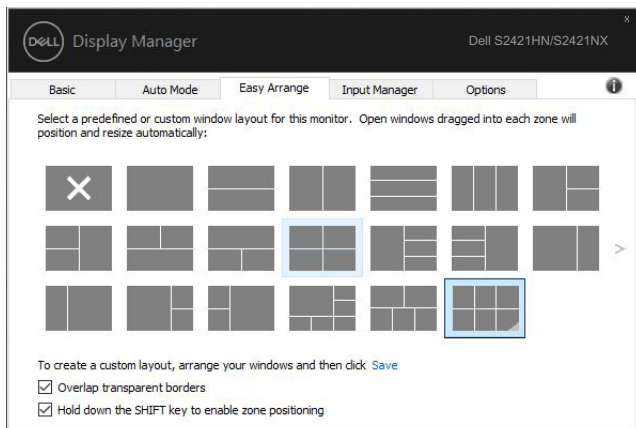 x
DELL Display Manager Dell S2421HN/S2421NX
Basic Auto Mode Easy Arrange Input Manager Options
Select a predefined or custom window layout for this monitor. Open windows dragged into each zone will
position and resize automatically:
To create a custom layout, arrange your windows and then click Save
Overlap transparent borders
Hold down the SHIFT key to enable zone positioning